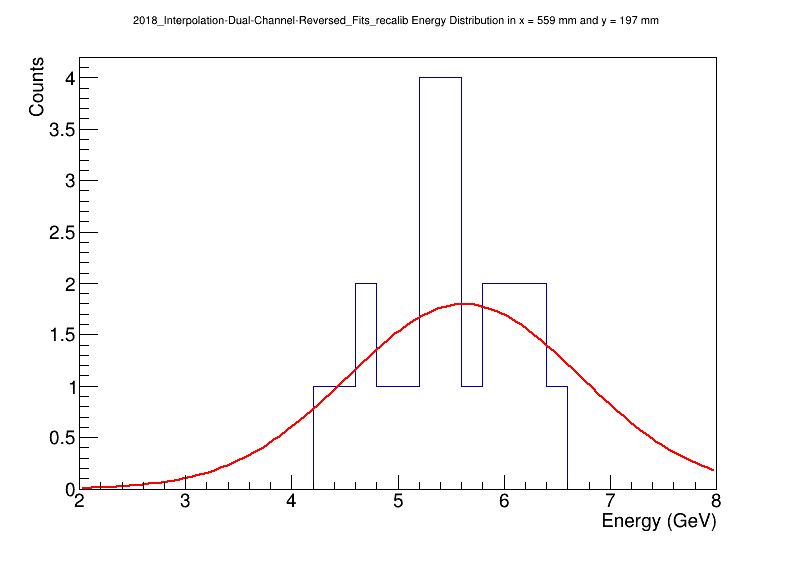 2018_Interpolation-Dual-Channel-Reversed_Fits_recalib Energy Distribution in x = 559 mm and y = 197 mm
Counts
4
3.5
3
2.5
2
1.5
1
0.5
0
2 3 4 5 6 7 8
Energy (GeV)